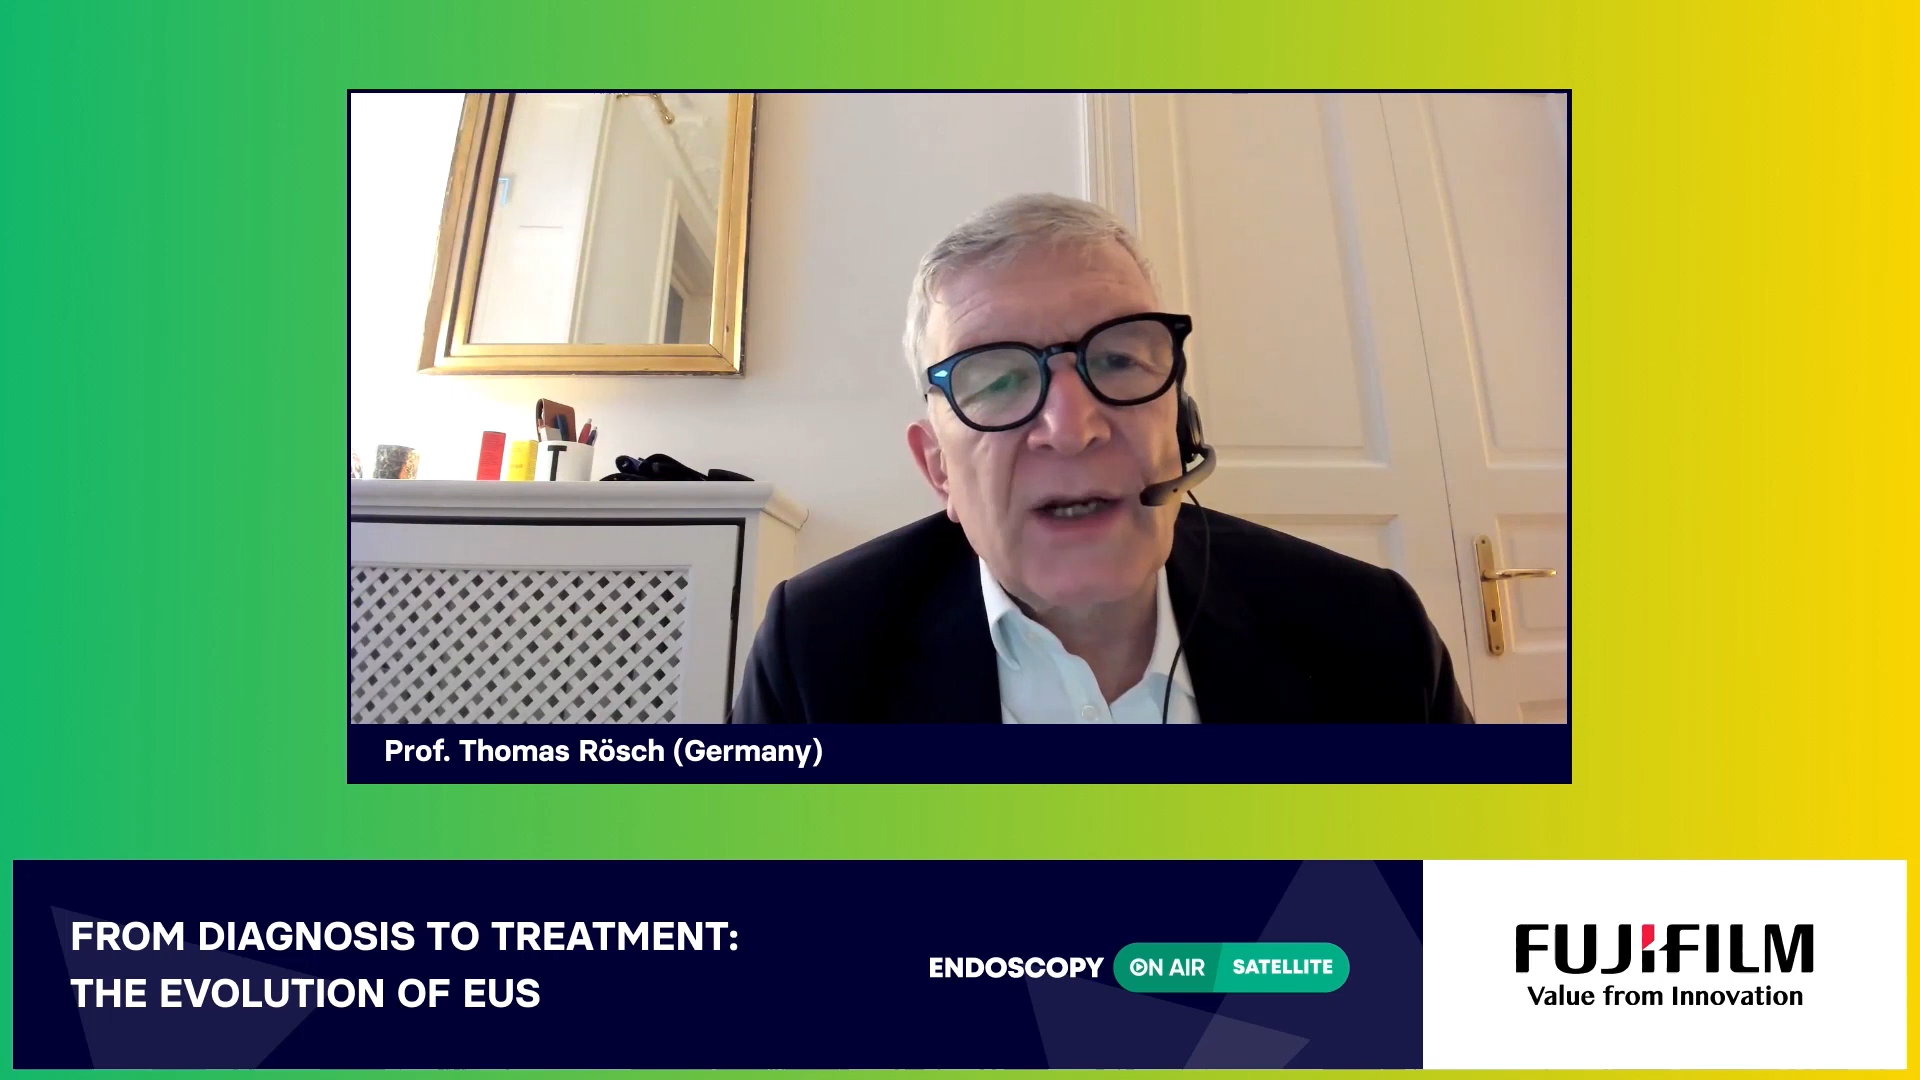 Prof. Thomas Rösch (Germany)
FROM DIAGNOSIS TO TREATMENT:
THE EVOLUTION OF EUS
ENDOSCOPY ON AIR SATELLITE
FUJIFILM
Value from Innovation